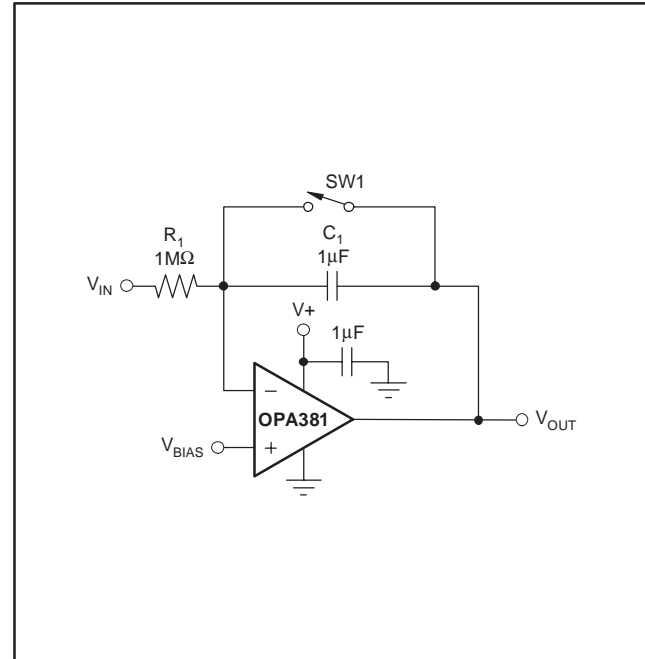 SW1
R1
1MΩ
C1
1μF
VIN
V+
1μF
−
OPA381
VOUT
VBIAS
+